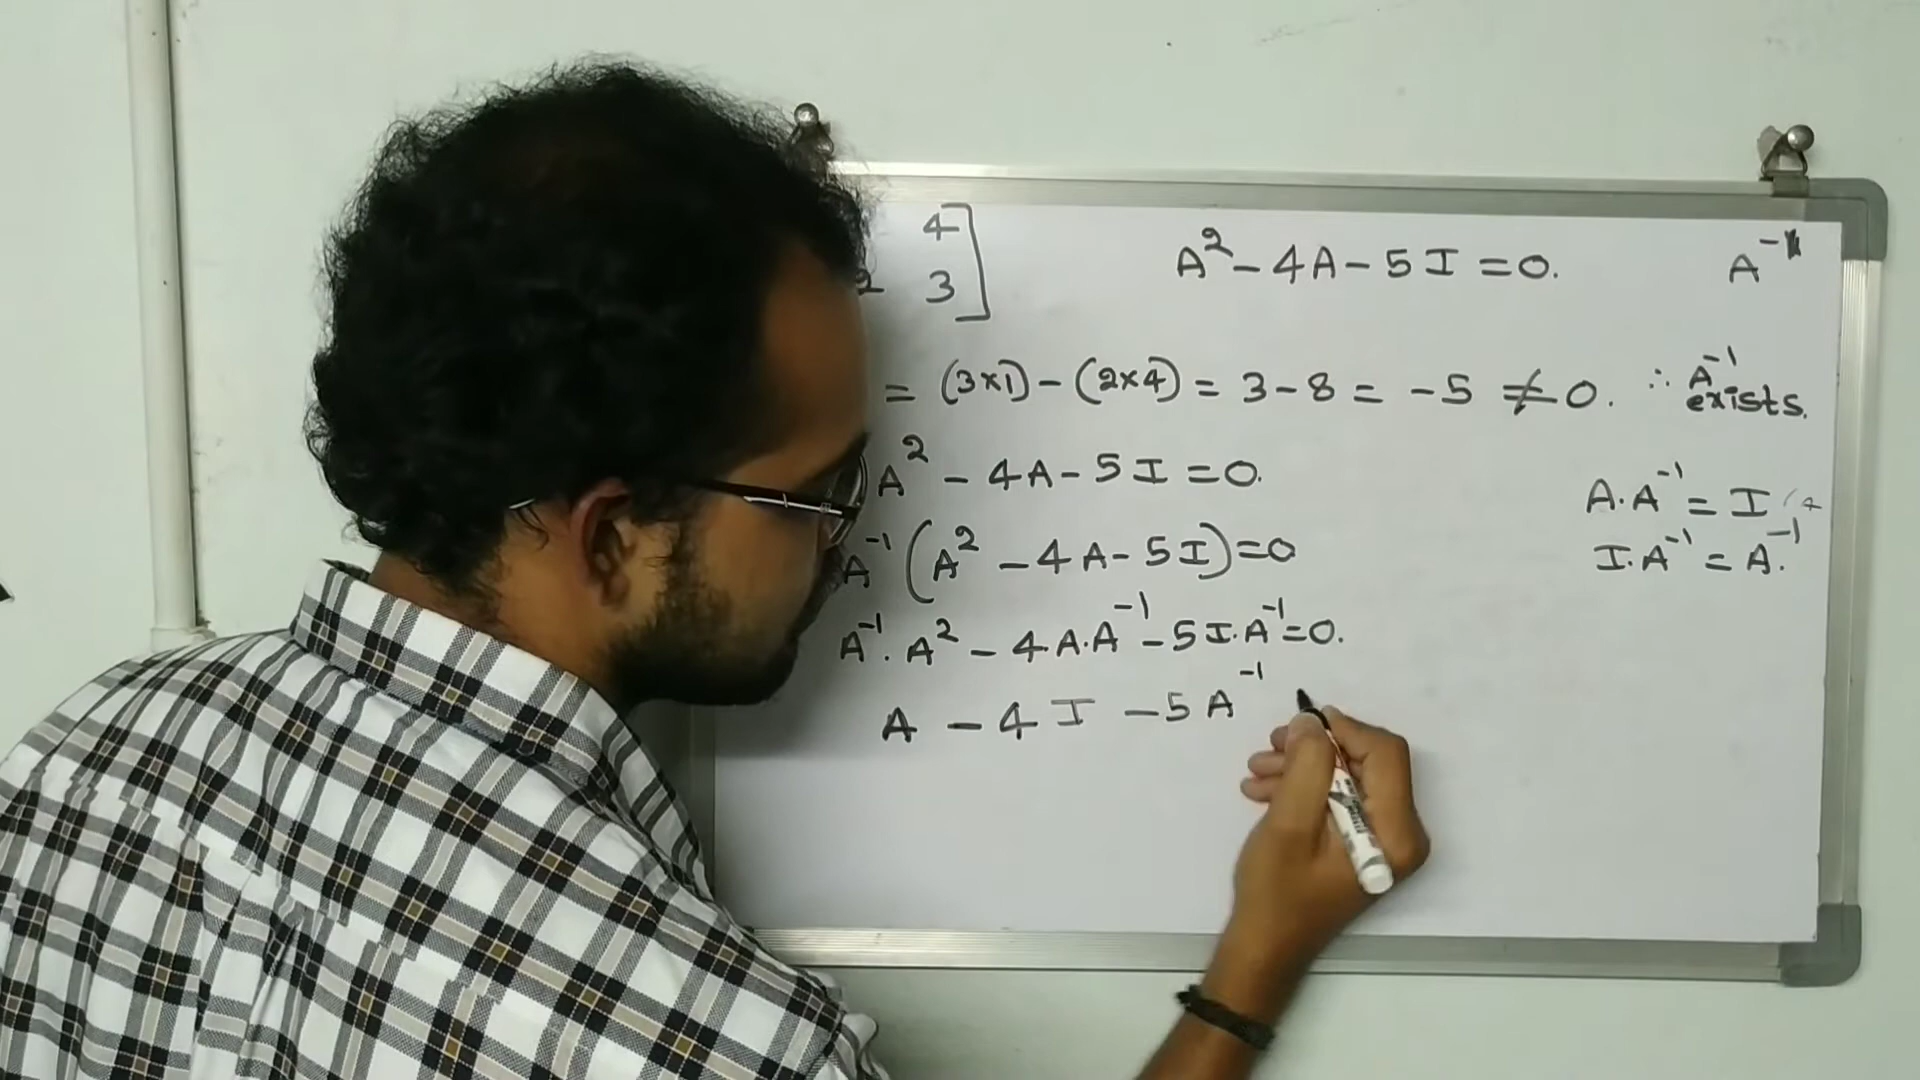 4
2 3
A² - 4A - 5I = 0.
A⁻¹
= (3×1) - (2×4) = 3 - 8 = -5 ≠ 0. ∴ A⁻¹ exists.
A² - 4A - 5I = 0.
A⁻¹ (A² - 4A - 5I) = 0
A⁻¹. A² - 4.A.A⁻¹ - 5I.A⁻¹ = 0.
A - 4I - 5A⁻¹
A.A⁻¹ = I
I.A⁻¹ = A⁻¹.